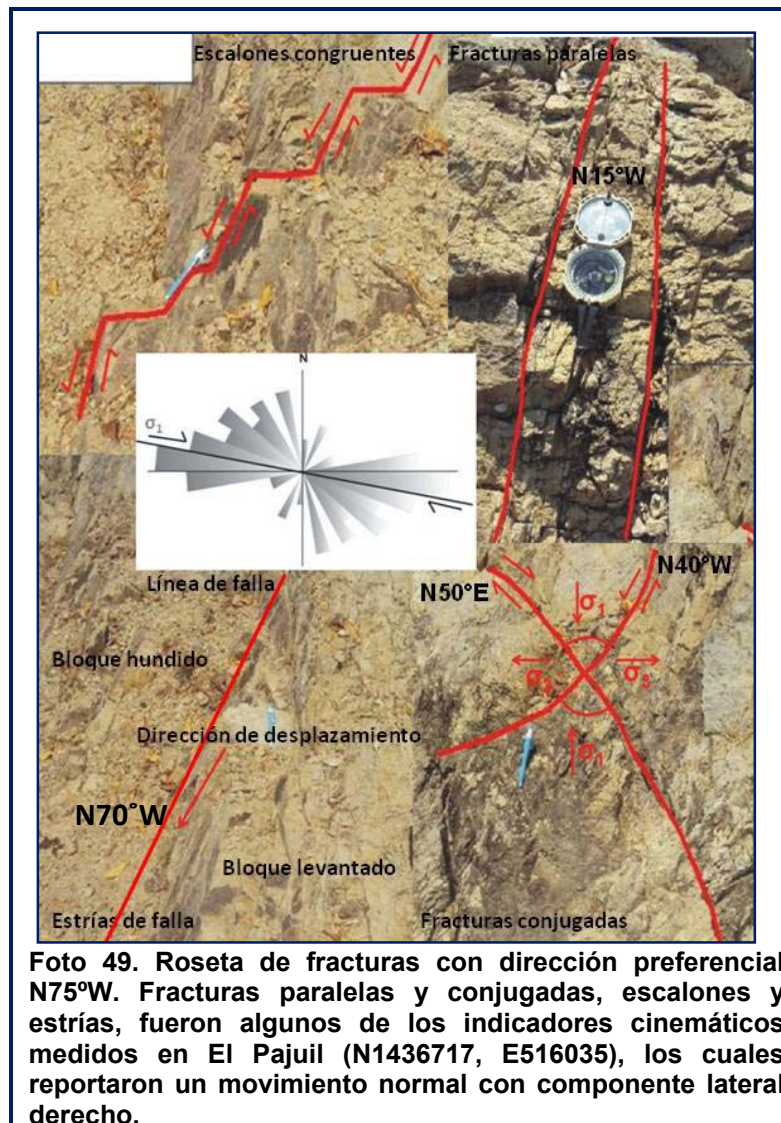 Escalones congruentes
Fracturas paralelas
N15°W
N
σ1
Línea de falla
Bloque hundido
Dirección de desplazamiento
N70°W
Bloque levantado
Estrías de falla
N50°E
N40°W
σ1
σ3
σ3
σ1
Fracturas conjugadas
Foto 49. Roseta de fracturas con dirección preferencial
N75ºW. Fracturas paralelas y conjugadas, escalones y
estrías, fueron algunos de los indicadores cinemáticos
medidos en El Pajuil (N1436717, E516035), los cuales
reportaron un movimiento normal con componente lateral
derecho.